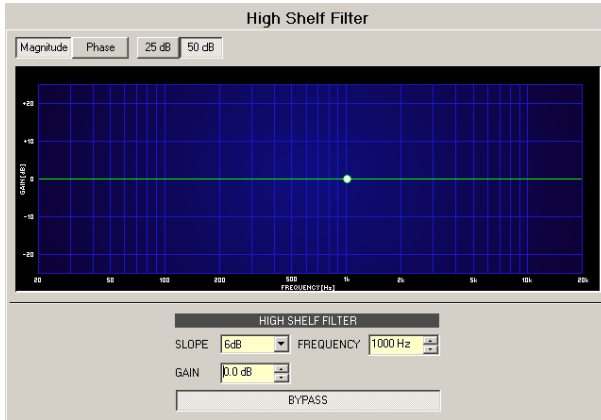 High Shelf Filter
Magnitude Phase 25 dB 50 dB
+20
+10
0
-10
-20
GAIN[dB]
20 50 100 200 500 1k 2k 5k 10k 20k
FREQUENCY[Hz]
HIGH SHELF FILTER
SLOPE 6dB FREQUENCY 1000 Hz
GAIN 0.0 dB
BYPASS